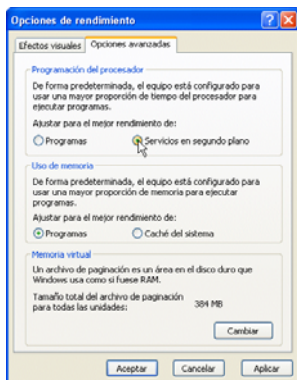 Opciones de rendimiento
Efectos visuales
Opciones avanzadas
Programación del procesador
De forma predeterminada, el equipo está configurado para
usar una mayor proporción de tiempo del procesador para
ejecutar programas.
Ajustar para el mejor rendimiento de:
Programas
Servicios en segundo plano
Uso de memoria
De forma predeterminada, el equipo está configurado para
usar una mayor proporción de memoria para ejecutar
programas.
Ajustar para el mejor rendimiento de:
Programas
Caché del sistema
Memoria virtual
Un archivo de paginación es un área en el disco duro que
Windows usa como si fuese RAM.
Tamaño total del archivo de paginación
para todas las unidades:
384 MB
Cambiar
Aceptar
Cancelar
Aplicar